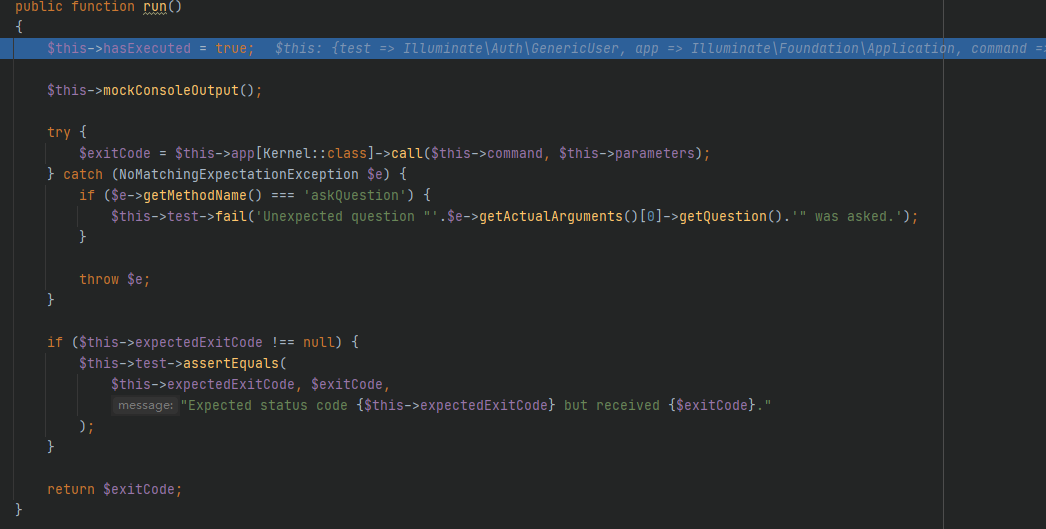 public function run()
{
    $this->hasExecuted = true;   $this: {test => Illuminate\Auth\GenericUser, app => Illuminate\Foundation\Application, command =>
    $this->mockConsoleOutput();
    try {
        $exitCode = $this->app[Kernel::class]->call($this->command, $this->parameters);
    } catch (NoMatchingExpectationException $e) {
        if ($e->getMethodName() === 'askQuestion') {
            $this->test->fail('Unexpected question "'.$e->getActualArguments()[0]->getQuestion().'" was asked.');
        }
        throw $e;
    }
    if ($this->expectedExitCode !== null) {
        $this->test->assertEquals(
            $this->expectedExitCode, $exitCode,
            message: "Expected status code {$this->expectedExitCode} but received {$exitCode}."
        );
    }
    return $exitCode;
}